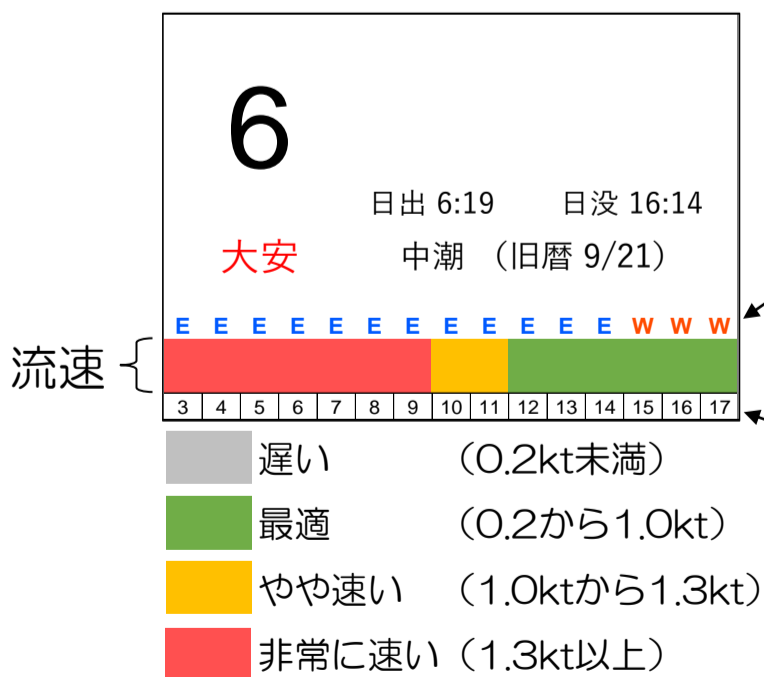 6
日出 6:19 日没 16:14
大安 中潮 （旧暦 9/21）
E E E E E E E E E E E E W W W
流速
3 4 5 6 7 8 9 10 11 12 13 14 15 16 17
遅い （0.2kt未満）
最適 （0.2から1.0kt）
やや速い （1.0ktから1.3kt）
非常に速い（1.3kt以上）